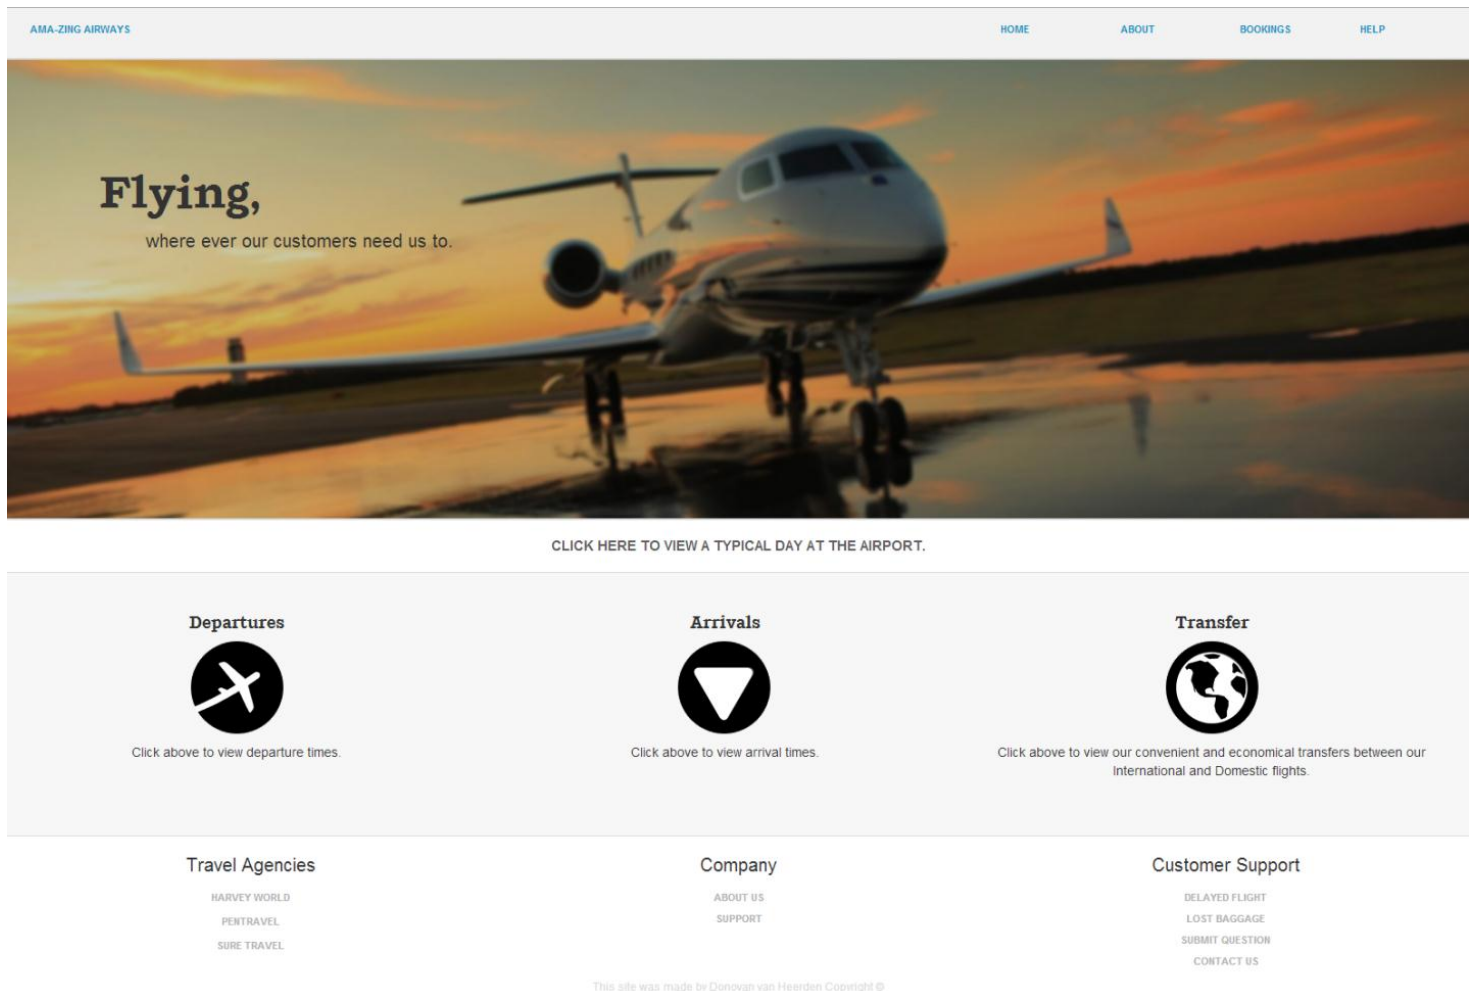 AMA-ZING AIRWAYS HOME ABOUT BOOKINGS HELP
Flying,
where ever our customers need us to.
CLICK HERE TO VIEW A TYPICAL DAY AT THE AIRPORT.
Departures
Click above to view departure times.
Arrivals
Click above to view arrival times.
Transfer
Click above to view our convenient and economical transfers between our
International and Domestic flights.
Travel Agencies
HARVEY WORLD
PENTRAVEL
SURE TRAVEL
Company
ABOUT US
SUPPORT
Customer Support
DELAYED FLIGHT
LOST BAGGAGE
SUBMIT QUESTION
CONTACT US
This site was made by Donovan van Heerden Copyright ©